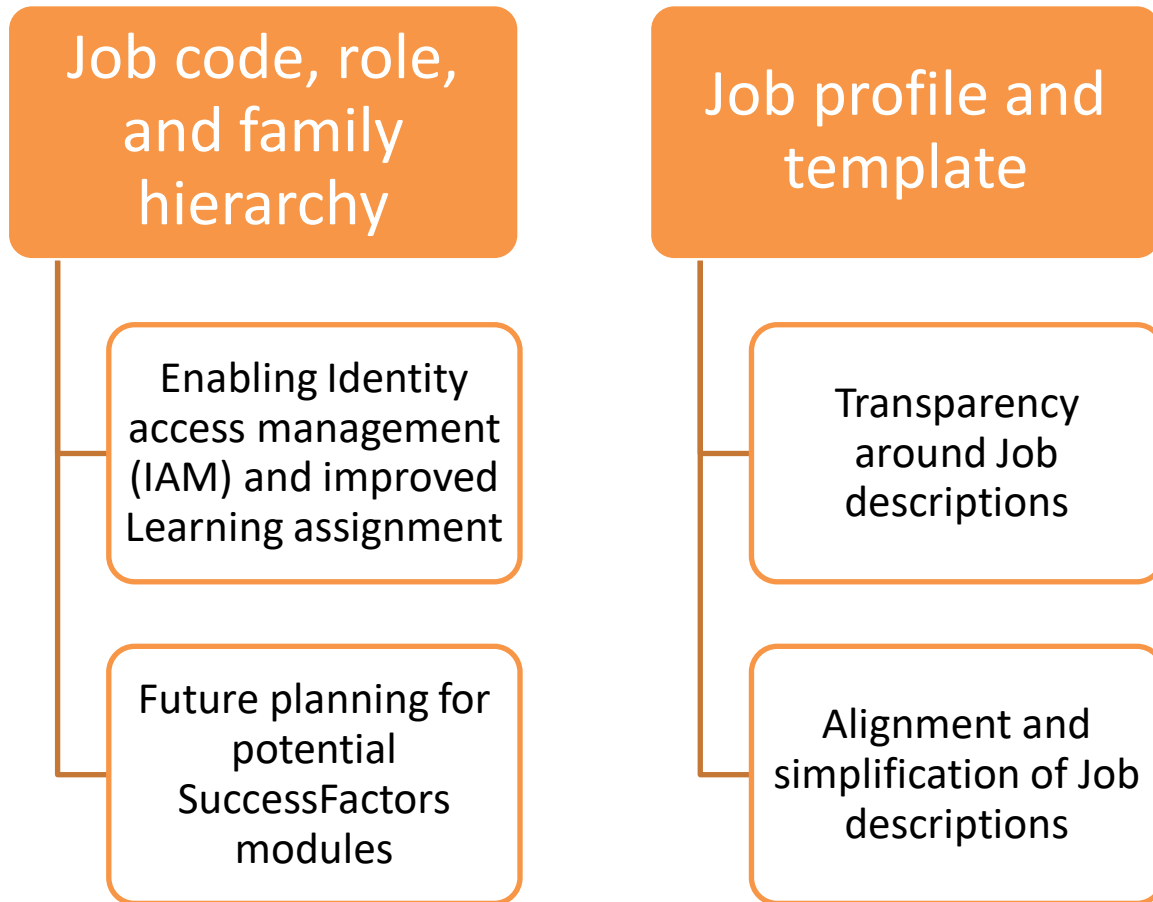 Job code, role,
and family
hierarchy
Enabling Identity
access management
(IAM) and improved
Learning assignment
Future planning for
potential
SuccessFactors
modules
Job profile and
template
Transparency
around Job
descriptions
Alignment and
simplification of Job
descriptions